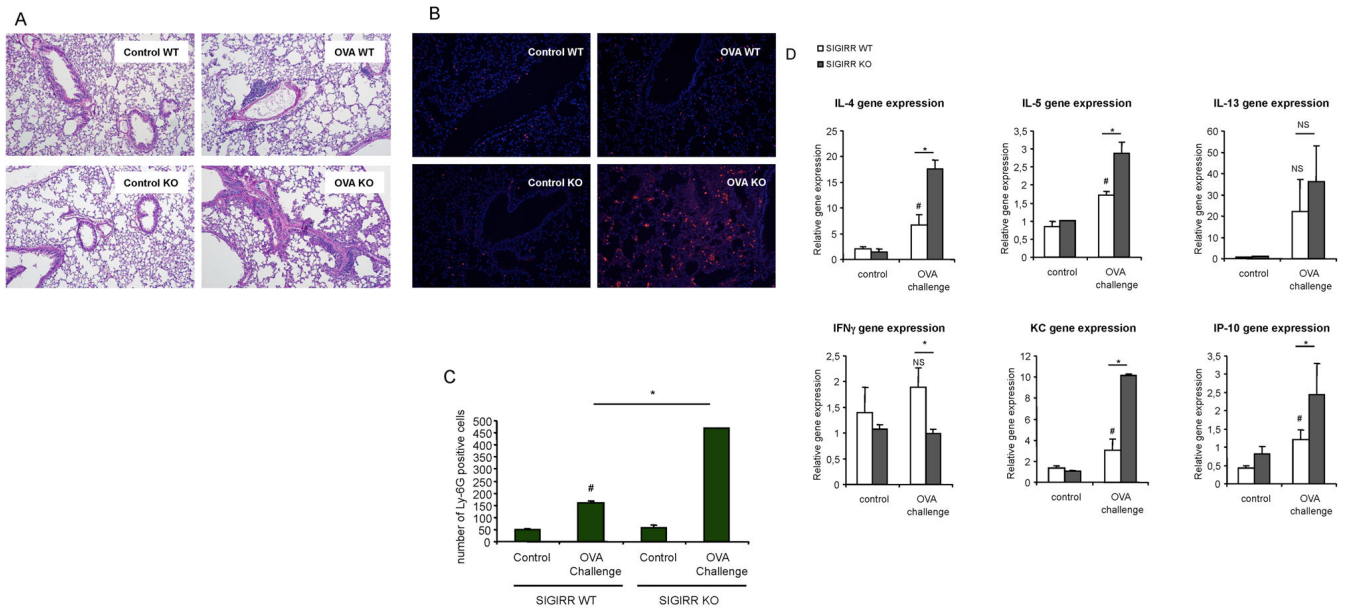 A
Control WT
OVA WT
Control KO
OVA KO
B
Control WT
OVA WT
Control KO
OVA KO
C
number of Ly-6G positive cells
500
450
400
350
300
250
200
150
100
50
0
#
*
Control
OVA
Challenge
Control
OVA
Challenge
SIGIRR WT
SIGIRR KO
D
SIGIRR WT
SIGIRR KO
IL-4 gene expression
Relative gene expression
25
20
15
10
5
0
#
*
control
OVA
challenge
IL-5 gene expression
Relative gene expression
3,5
3
2,5
2
1,5
1
0,5
0
#
*
control
OVA
challenge
IL-13 gene expression
Relative gene expression
60
50
40
30
20
10
0
NS
NS
control
OVA
challenge
IFNγ gene expression
Relative gene expression
2,5
2
1,5
1
0,5
0
*
NS
control
OVA
challenge
KC gene expression
Relative gene expression
12
10
8
6
4
2
0
#
*
control
OVA
challenge
IP-10 gene expression
Relative gene expression
3,5
3
2,5
2
1,5
1
0,5
0
#
*
control
OVA
challenge